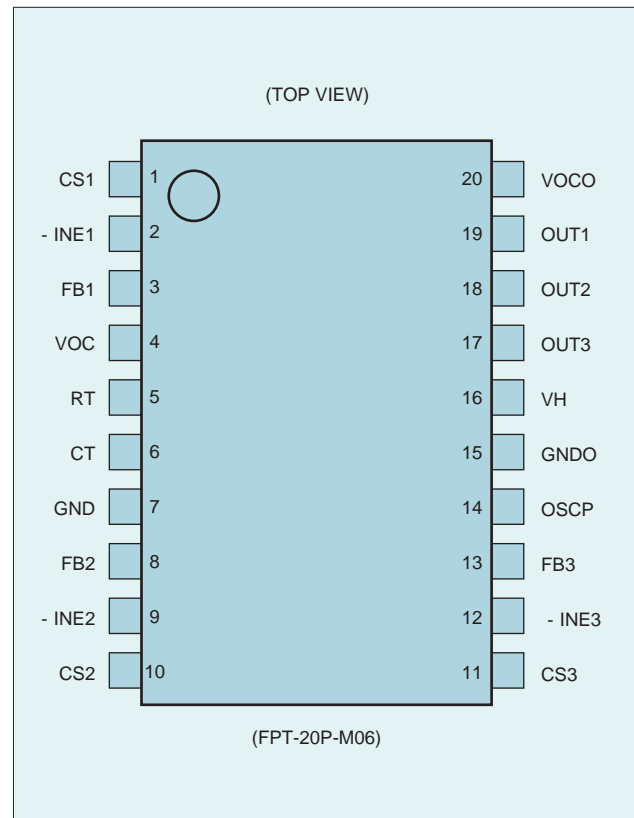 (TOP VIEW)
CS1 1 20 VOCO
- INE1 2 19 OUT1
FB1 3 18 OUT2
VOC 4 17 OUT3
RT 5 16 VH
CT 6 15 GNDO
GND 7 14 OSCP
FB2 8 13 FB3
- INE2 9 12 - INE3
CS2 10 11 CS3
(FPT-20P-M06)